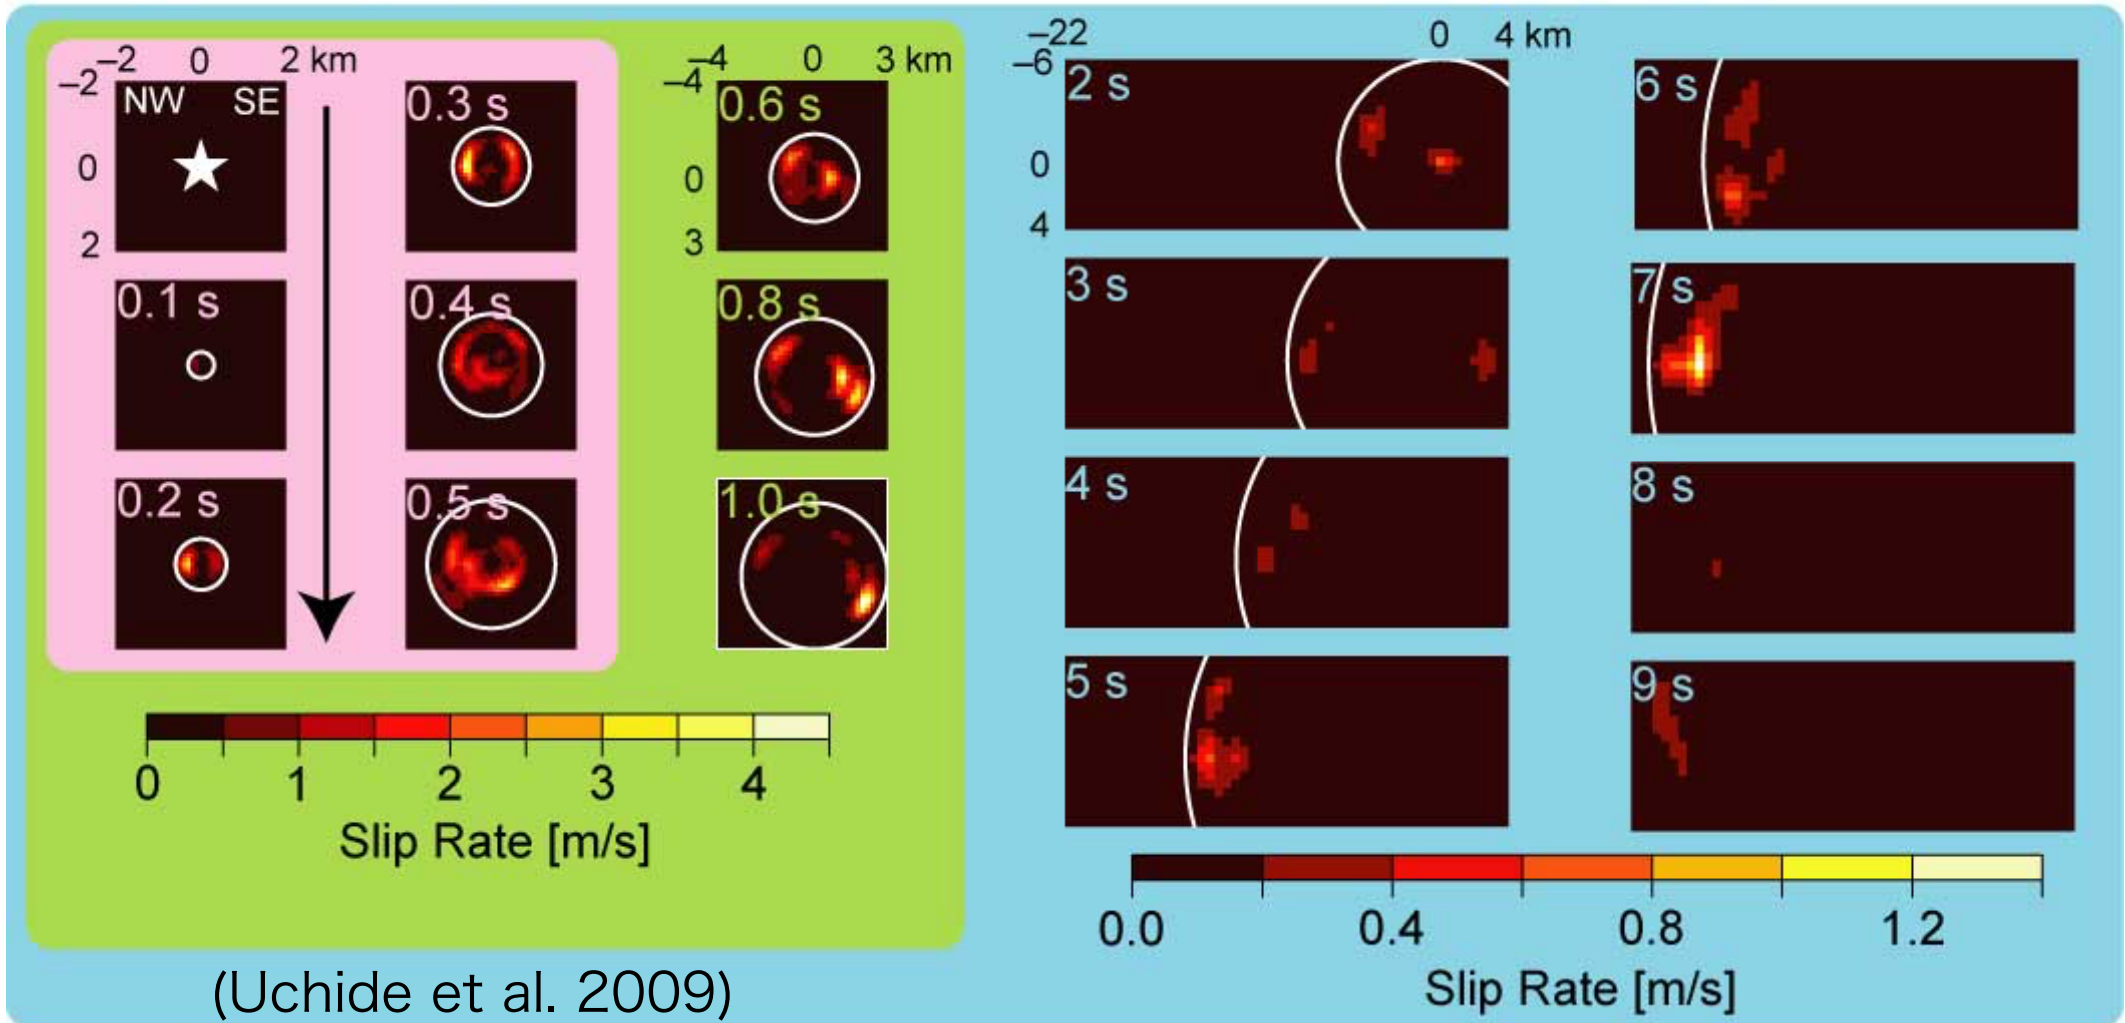 −2 0 2 km
−2
NW SE
0
2
0.1 s
0.2 s
0.3 s
0.4 s
0.5 s
−4 0 3 km
−4
0.6 s
0
3
0.8 s
1.0 s
0 1 2 3 4
Slip Rate [m/s]
(Uchide et al. 2009)
−22 0 4 km
−6
2 s
0
4
3 s
4 s
5 s
6 s
7 s
8 s
9 s
0.0 0.4 0.8 1.2
Slip Rate [m/s]